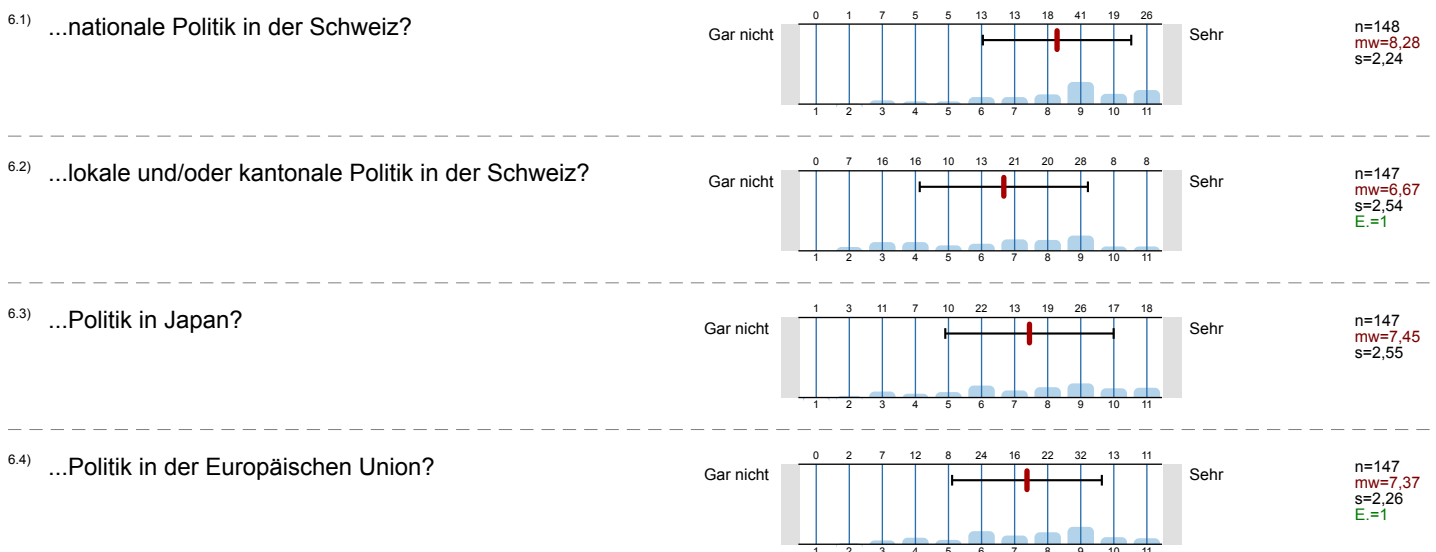 6.1) ...nationale Politik in der Schweiz?
0 1 7 5 5 13 13 18 41 19 26
Gar nicht
Sehr
1 2 3 4 5 6 7 8 9 10 11
n=148
mw=8,28
s=2,24
6.2) ...lokale und/oder kantonale Politik in der Schweiz?
0 7 16 16 10 13 21 20 28 8 8
Gar nicht
Sehr
1 2 3 4 5 6 7 8 9 10 11
n=147
mw=6,67
s=2,54
E.=1
6.3) ...Politik in Japan?
1 3 11 7 10 22 13 19 26 17 18
Gar nicht
Sehr
1 2 3 4 5 6 7 8 9 10 11
n=147
mw=7,45
s=2,55
6.4) ...Politik in der Europäischen Union?
0 2 7 12 8 24 16 22 32 13 11
Gar nicht
Sehr
1 2 3 4 5 6 7 8 9 10 11
n=147
mw=7,37
s=2,26
E.=1